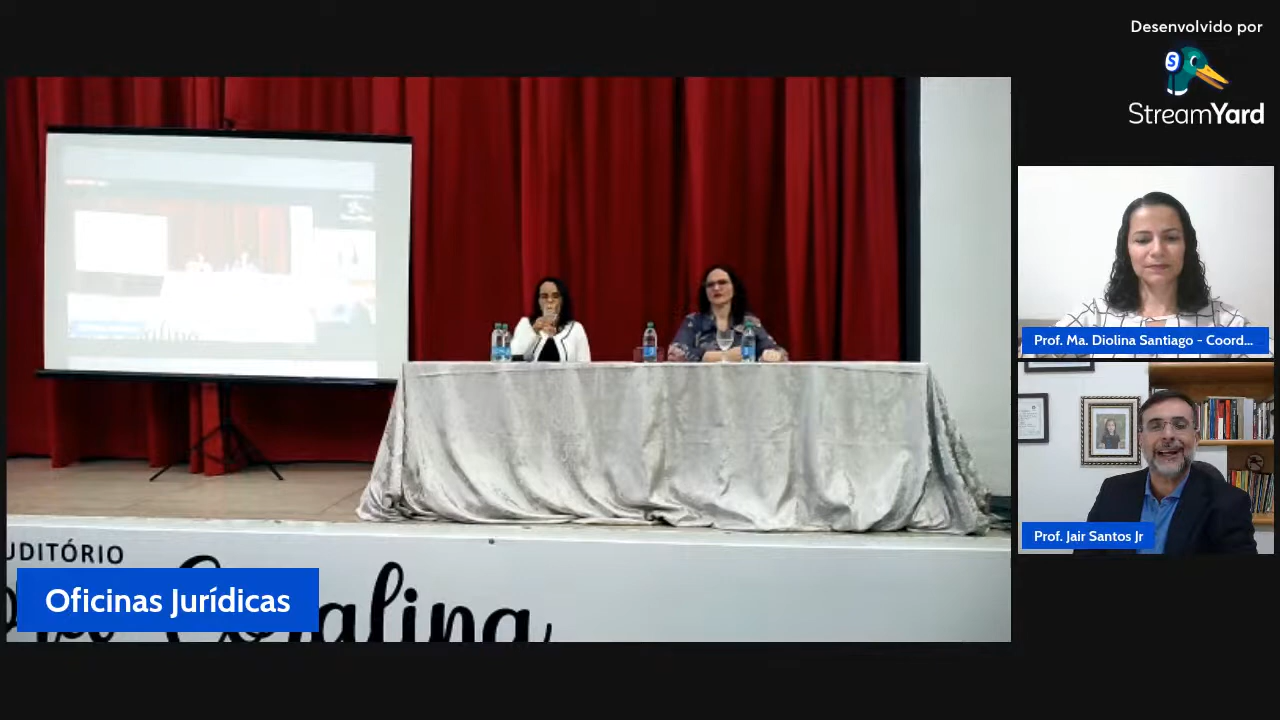 Desenvolvido por
StreamYard
Prof. Ma. Diolina Santiago - Coord...
Prof. Jair Santos Jr
UDITÓRIO
Oficinas Jurídicas